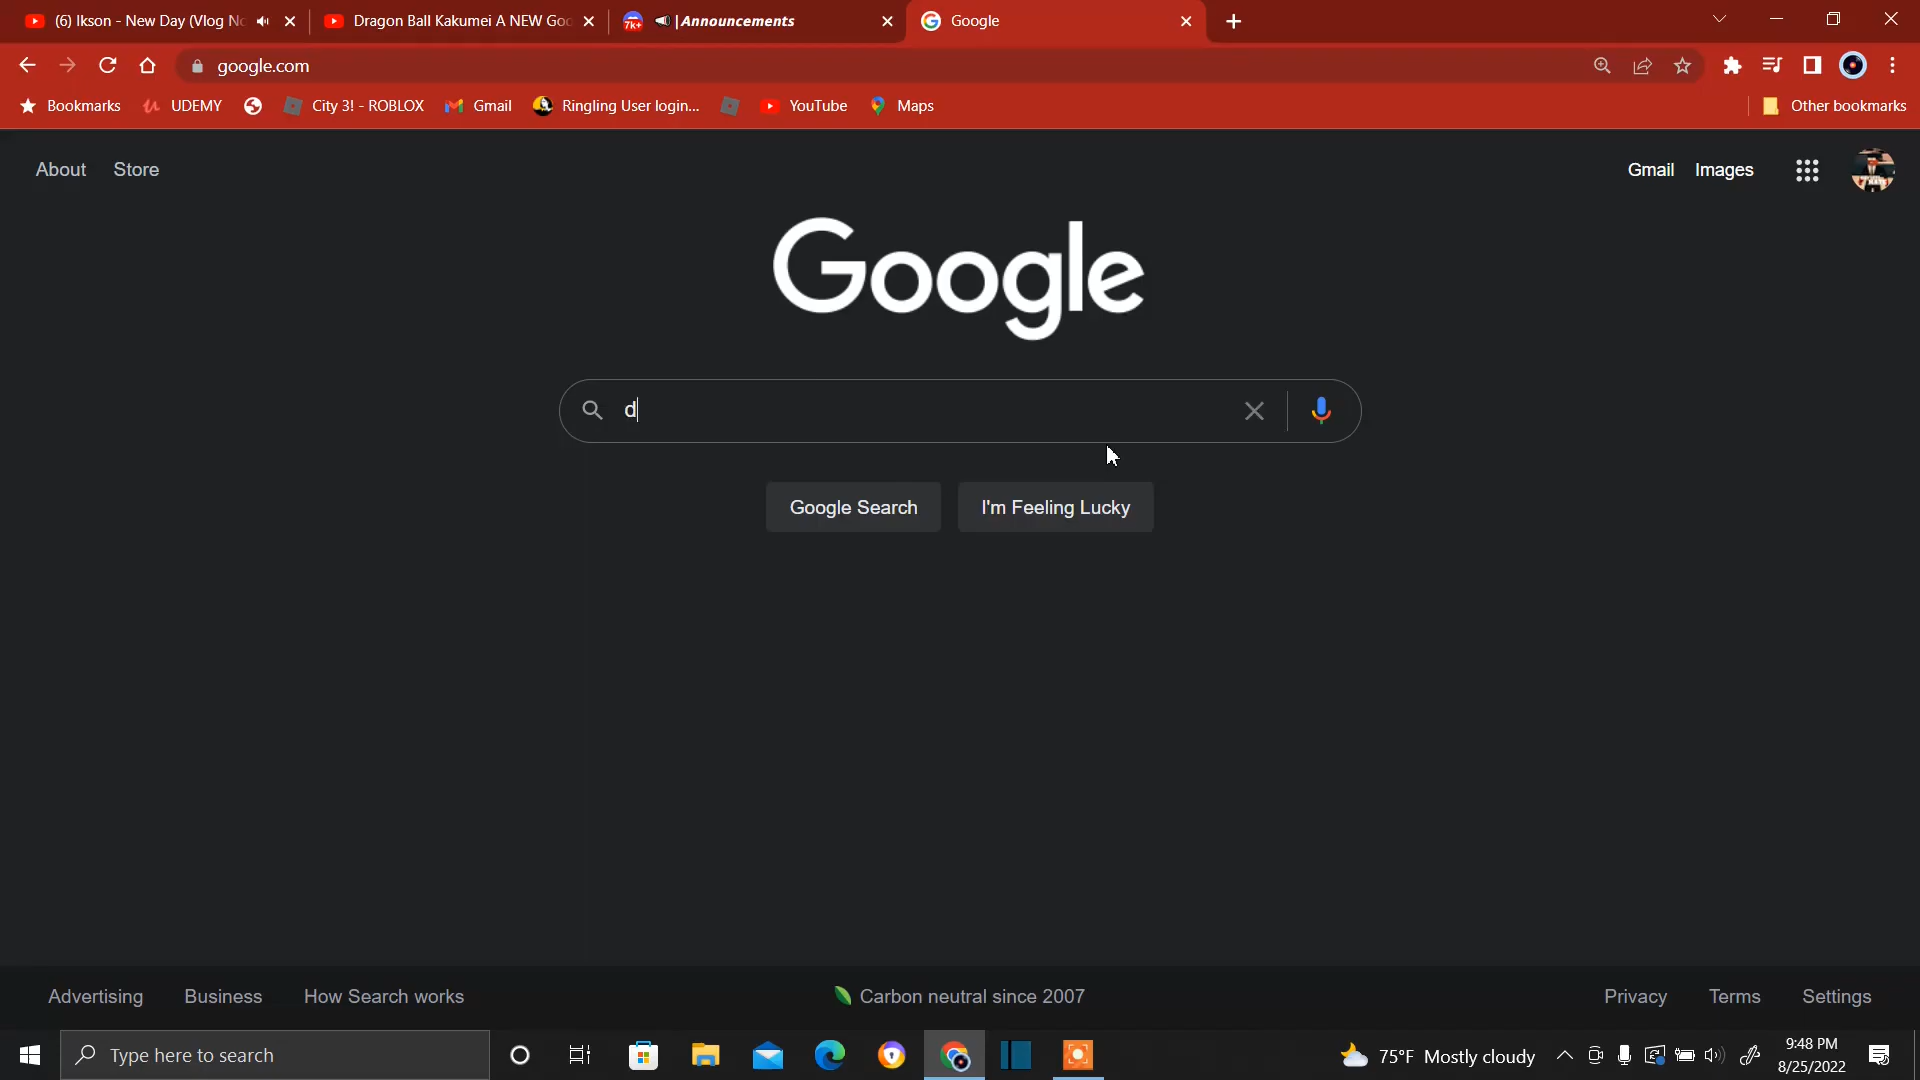 (6) Ikson - New Day (Vlog No
Dragon Ball Kakumei A NEW Goo
7k+
|Announcements
Google
google.com
Bookmarks
UDEMY
City 3! - ROBLOX
Gmail
Ringling User login...
YouTube
Maps
Other bookmarks
About
Store
Gmail
Images
Google
d
Google Search
I'm Feeling Lucky
Advertising
Business
How Search works
Carbon neutral since 2007
Privacy
Terms
Settings
Type here to search
75°F Mostly cloudy
9:48 PM
8/25/2022